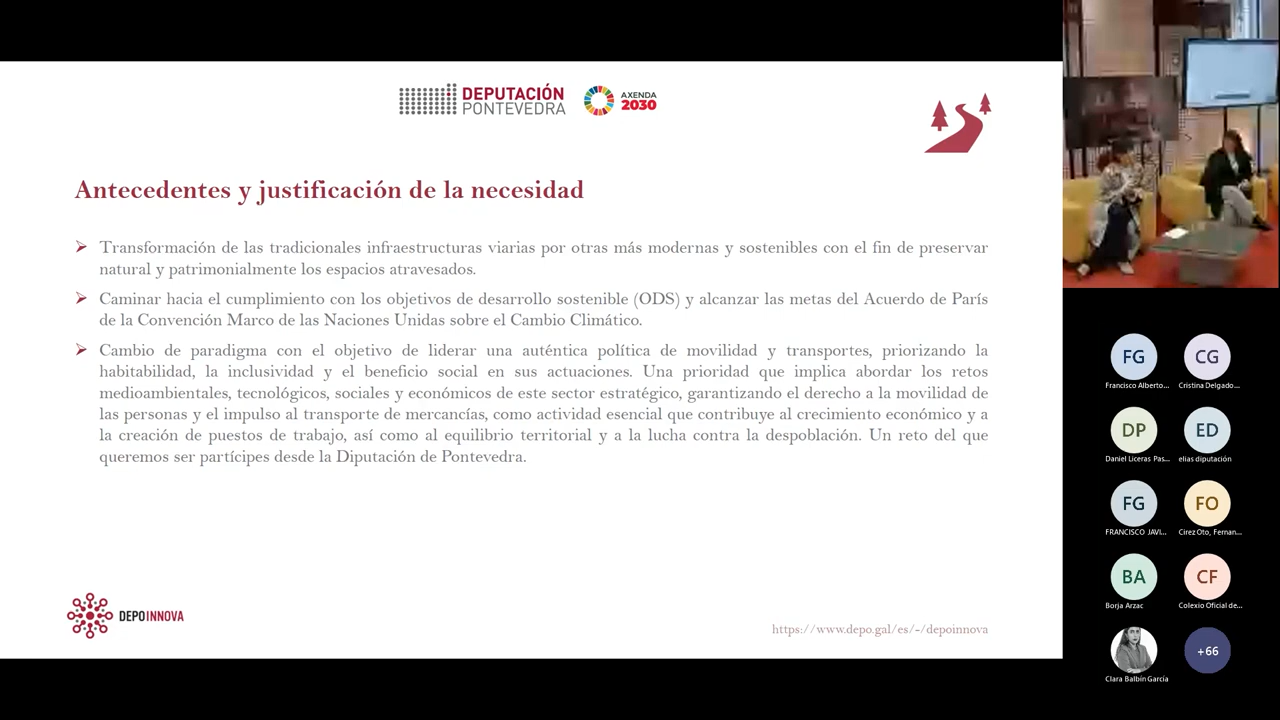 DEPUTACIÓN
PONTEVEDRA
AXENDA
2030
Antecedentes y justificación de la necesidad
Transformación de las tradicionales infraestructuras viarias por otras más modernas y sostenibles con el fin de preservar
natural y patrimonialmente los espacios atravesados.
Caminar hacia el cumplimiento con los objetivos de desarrollo sostenible (ODS) y alcanzar las metas del Acuerdo de París
de la Convención Marco de las Naciones Unidas sobre el Cambio Climático.
Cambio de paradigma con el objetivo de liderar una auténtica política de movilidad y transportes, priorizando la
habitabilidad, la inclusividad y el beneficio social en sus actuaciones. Una prioridad que implica abordar los retos
medioambientales, tecnológicos, sociales y económicos de este sector estratégico, garantizando el derecho a la movilidad de
las personas y el impulso al transporte de mercancías, como actividad esencial que contribuye al crecimiento económico y a
la creación de puestos de trabajo, así como al equilibrio territorial y a la lucha contra la despoblación. Un reto del que
queremos ser partícipes desde la Diputación de Pontevedra.
DEPOINNOVA
https://www.depo.gal/es/-/depoinnova
FG CG
Francisco Alberto... Cristina Delgado...
DP ED
Daniel Liceras Pas... elias diputación
FG FO
FRANCISCO JAVI... Cirez Oto, Fernan...
BA CF
Borja Arzac Colexio Oficial de...
+66
Clara Balbín García